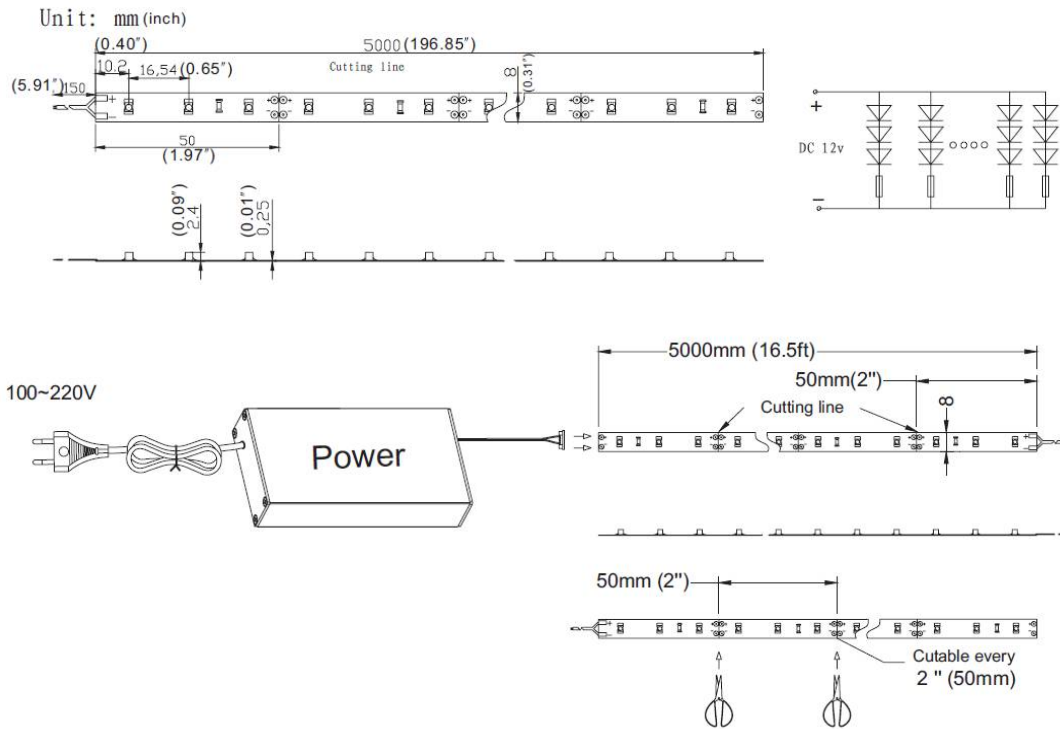 Unit: mm (inch)
(0.40") 5000 (196.85")
10.2 16,54 (0.65") Cutting line 8 (0.31")
(5.91") 150
+
−
50
(1.97")
+
DC 12v
−
(0.09") 2.4 (0.01") 0,25
5000mm (16.5ft)
100~220V
50mm(2")
Cutting line 8
Power
50mm (2")
Cutable every
2 " (50mm)